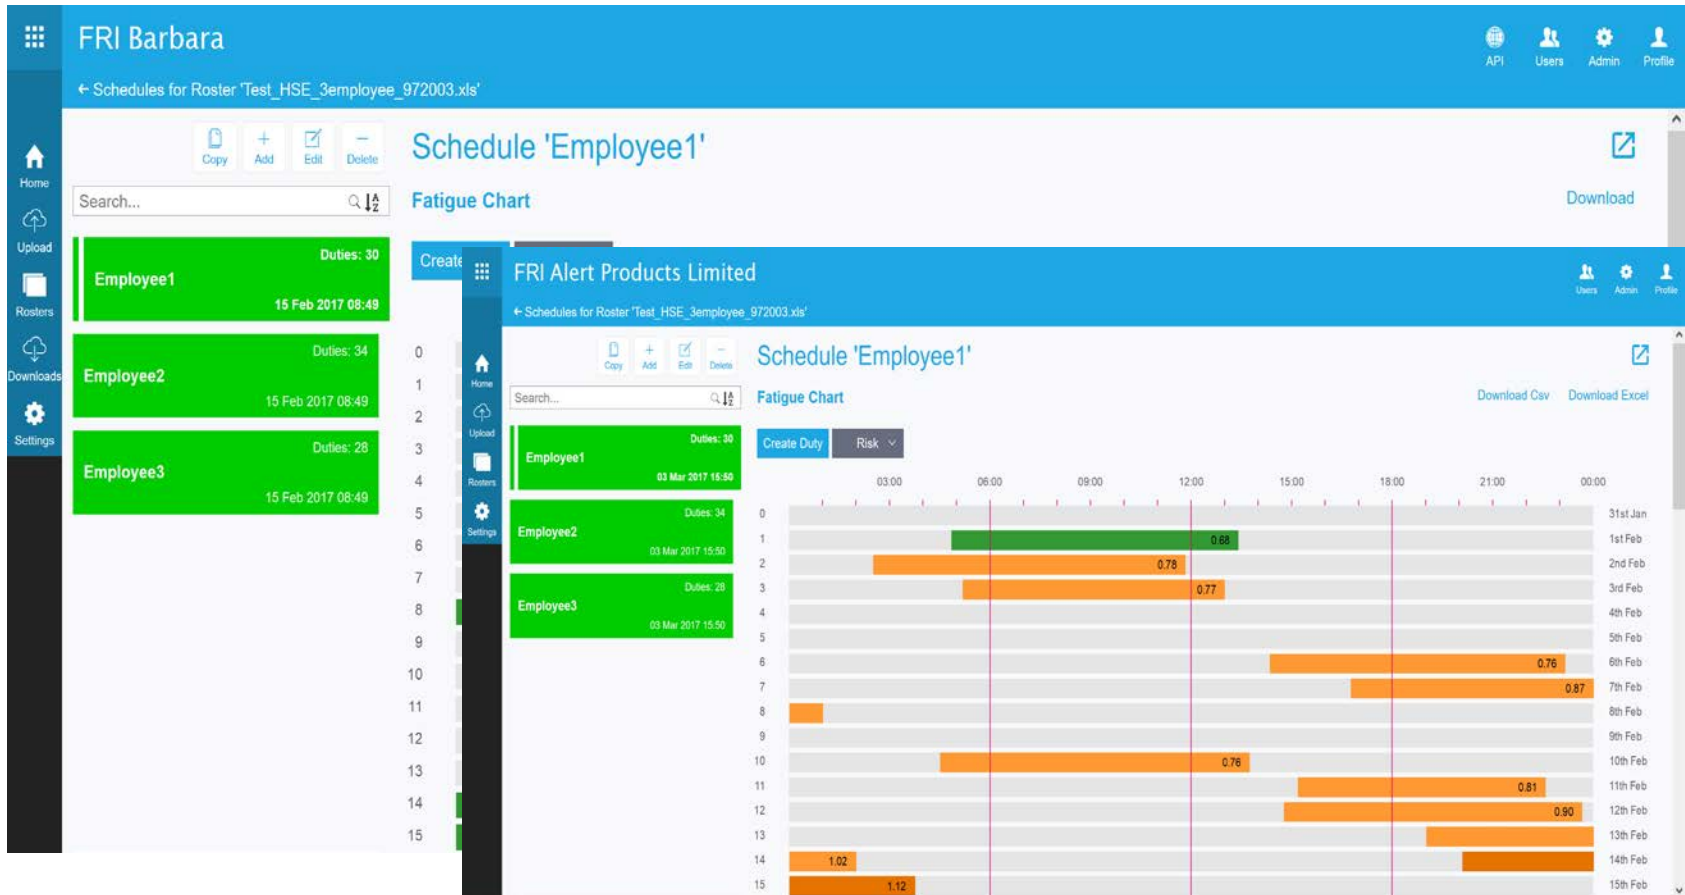 FRI Barbara
API Users Admin Profile
← Schedules for Roster 'Test_HSE_3employee_972003.xls'
Home
Upload
Rosters
Downloads
Settings
Copy Add Edit Delete
Search...
Duties: 30
Employee1
15 Feb 2017 08:49
Duties: 34
Employee2
15 Feb 2017 08:49
Duties: 28
Employee3
15 Feb 2017 08:49
Schedule 'Employee1'
Fatigue Chart
Download
Create
0
1
2
3
4
5
6
7
8
9
10
11
12
13
14
15
FRI Alert Products Limited
Users Admin Profile
← Schedules for Roster 'Test_HSE_3employee_972003.xls'
Home
Upload
Rosters
Settings
Copy Add Edit Delete
Search...
Duties: 30
Employee1
03 Mar 2017 15:50
Duties: 34
Employee2
03 Mar 2017 15:50
Duties: 28
Employee3
03 Mar 2017 15:50
Schedule 'Employee1'
Fatigue Chart
Download Csv Download Excel
Create Duty Risk
03:00 06:00 09:00 12:00 15:00 18:00 21:00 00:00
0 31st Jan
1 0.68 1st Feb
2 0.78 2nd Feb
3 0.77 3rd Feb
4 4th Feb
5 5th Feb
6 0.76 6th Feb
7 0.87 7th Feb
8 8th Feb
9 9th Feb
10 0.76 10th Feb
11 0.81 11th Feb
12 0.90 12th Feb
13 13th Feb
14 1.02 14th Feb
15 1.12 15th Feb